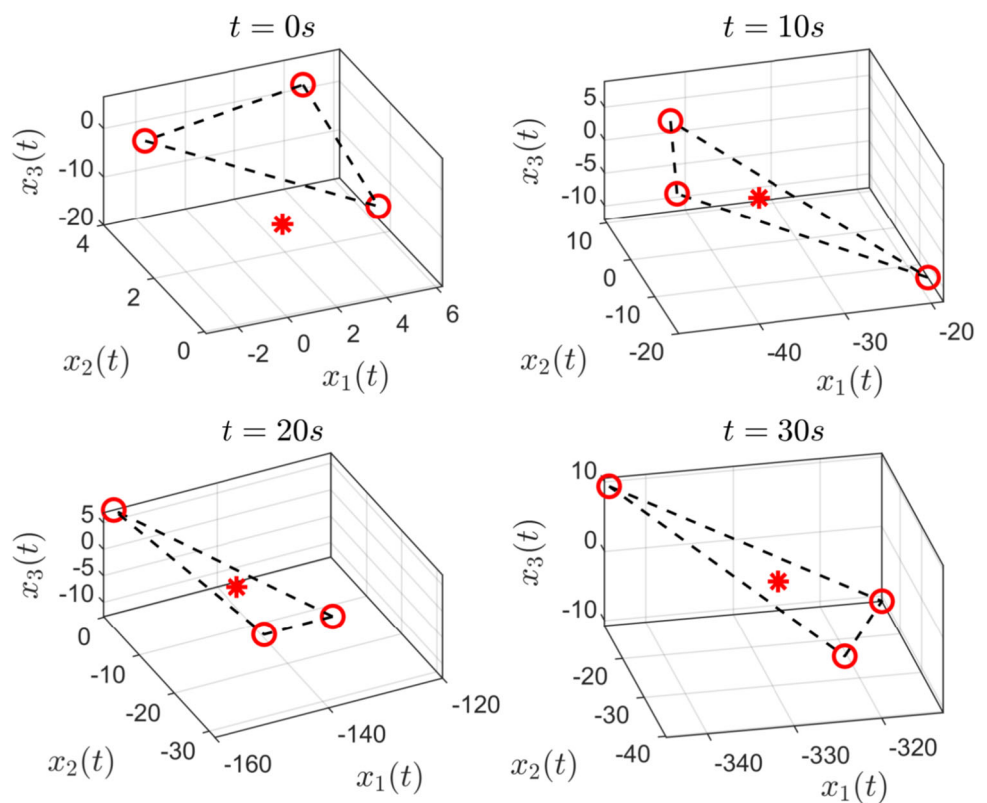 t = 0s
x₃(t)
0
-10
-20
4
2
0
x₂(t)
-2
0
2
4
6
x₁(t)
t = 10s
x₃(t)
5
0
-5
-10
10
0
-10
-20
x₂(t)
-40
-30
-20
x₁(t)
t = 20s
x₃(t)
5
0
-5
-10
0
-10
-20
-30
x₂(t)
-160
-140
-120
x₁(t)
t = 30s
x₃(t)
10
0
-10
-20
-30
-40
x₂(t)
-340
-330
-320
x₁(t)